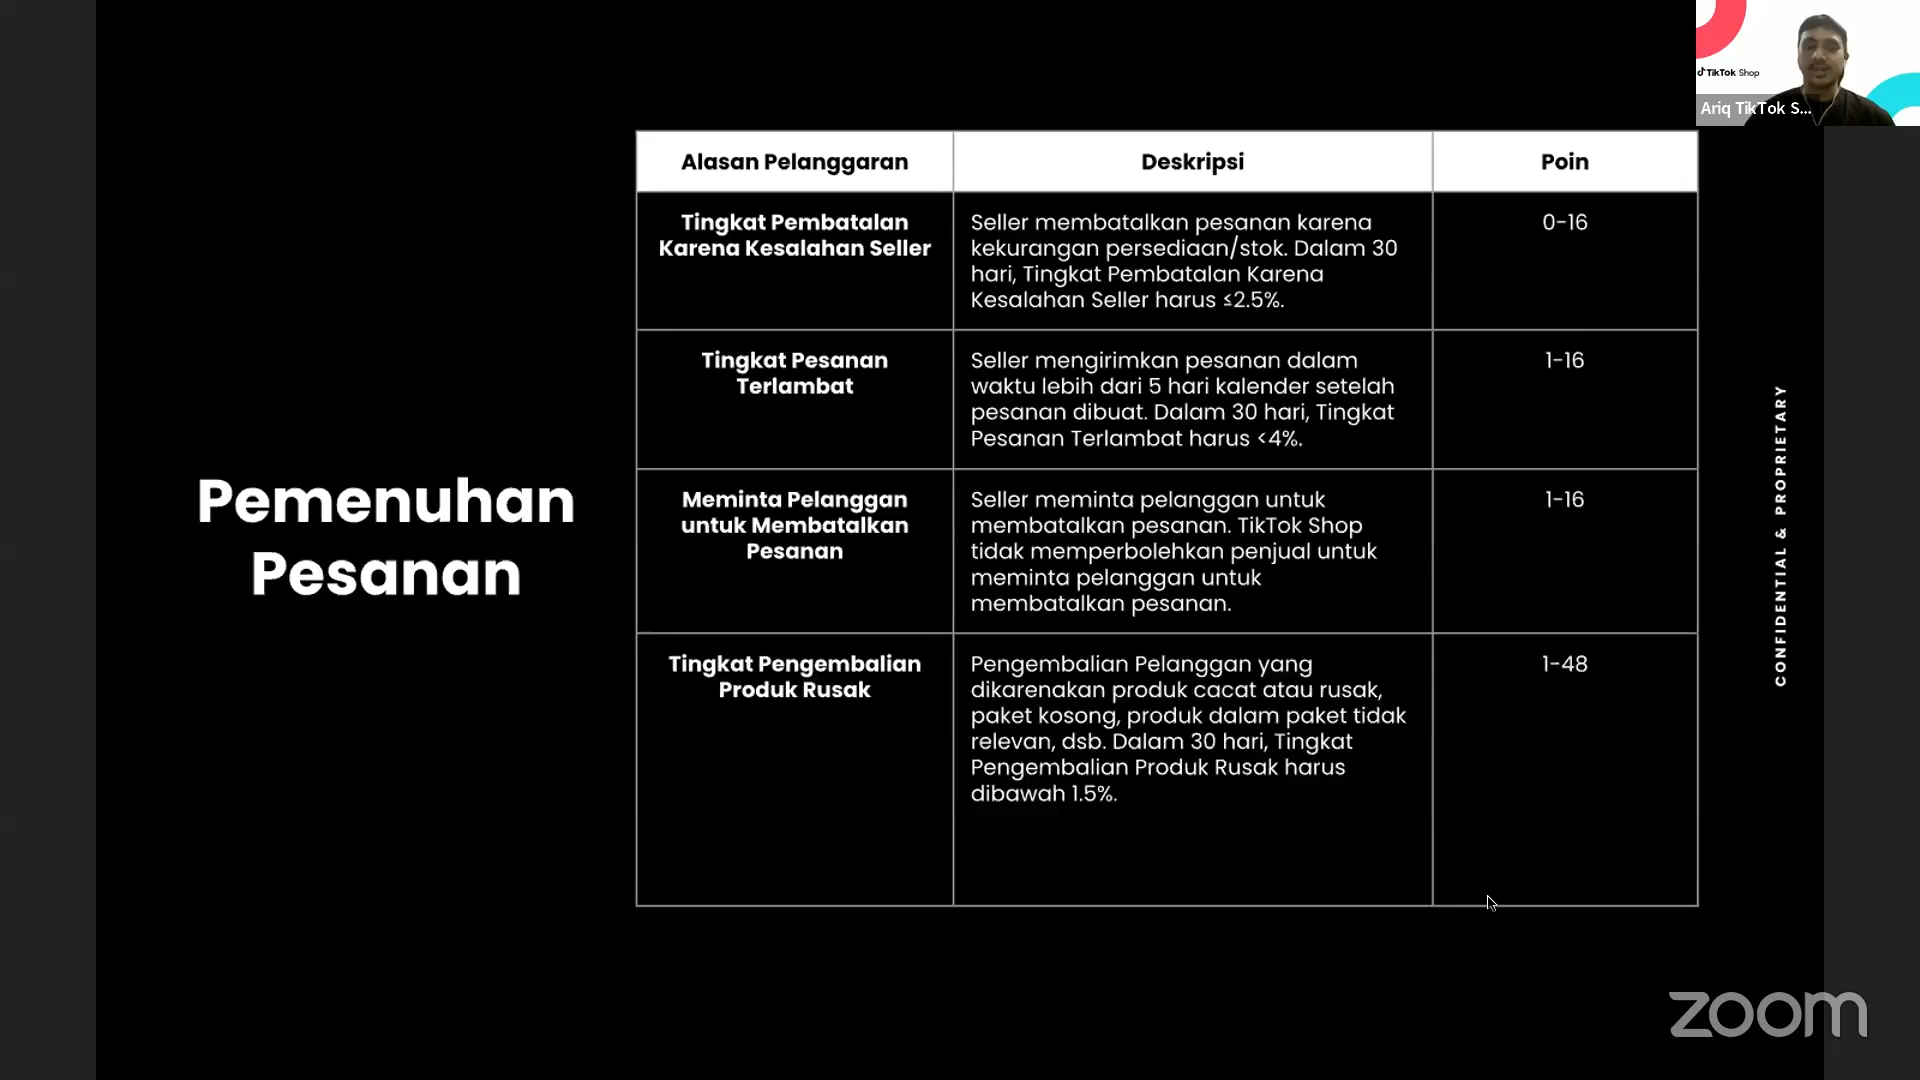 TikTok Shop
Ariq TikTok S...
Pemenuhan
Pesanan
Alasan Pelanggaran
Deskripsi
Poin
Tingkat Pembatalan
Karena Kesalahan Seller
Seller membatalkan pesanan karena
kekurangan persediaan/stok. Dalam 30
hari, Tingkat Pembatalan Karena
Kesalahan Seller harus ≤2.5%.
0-16
Tingkat Pesanan
Terlambat
Seller mengirimkan pesanan dalam
waktu lebih dari 5 hari kalender setelah
pesanan dibuat. Dalam 30 hari, Tingkat
Pesanan Terlambat harus <4%.
1-16
Meminta Pelanggan
untuk Membatalkan
Pesanan
Seller meminta pelanggan untuk
membatalkan pesanan. TikTok Shop
tidak memperbolehkan penjual untuk
meminta pelanggan untuk
membatalkan pesanan.
1-16
Tingkat Pengembalian
Produk Rusak
Pengembalian Pelanggan yang
dikarenakan produk cacat atau rusak,
paket kosong, produk dalam paket tidak
relevan, dsb. Dalam 30 hari, Tingkat
Pengembalian Produk Rusak harus
dibawah 1.5%.
1-48
CONFIDENTIAL & PROPRIETARY
zoom